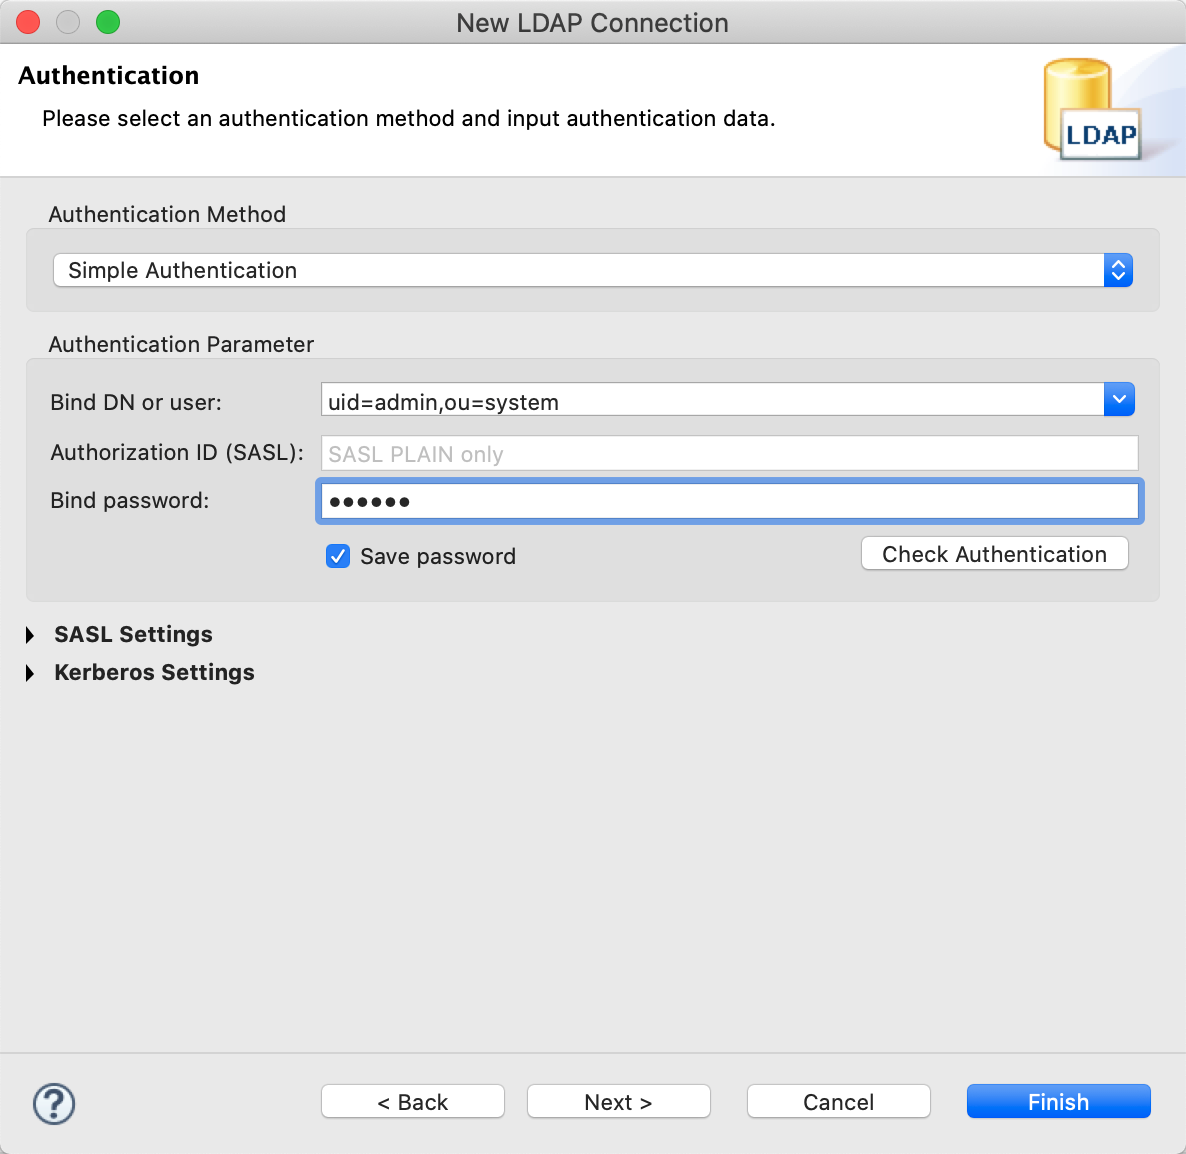 New LDAP Connection
Authentication
Please select an authentication method and input authentication data.
LDAP
Authentication Method
Simple Authentication
Authentication Parameter
Bind DN or user: uid=admin,ou=system
Authorization ID (SASL): SASL PLAIN only
Bind password: ●●●●●●
Save password Check Authentication
SASL Settings
Kerberos Settings
? < Back Next > Cancel Finish